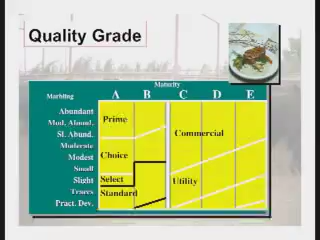 Quality Grade
Maturity
Marbling
A B C D E
Abundant
Mod. Abund.
Sl. Abund.
Moderate
Modest
Small
Slight
Traces
Pract. Dev.
Prime
Commercial
Choice
Select
Utility
Standard